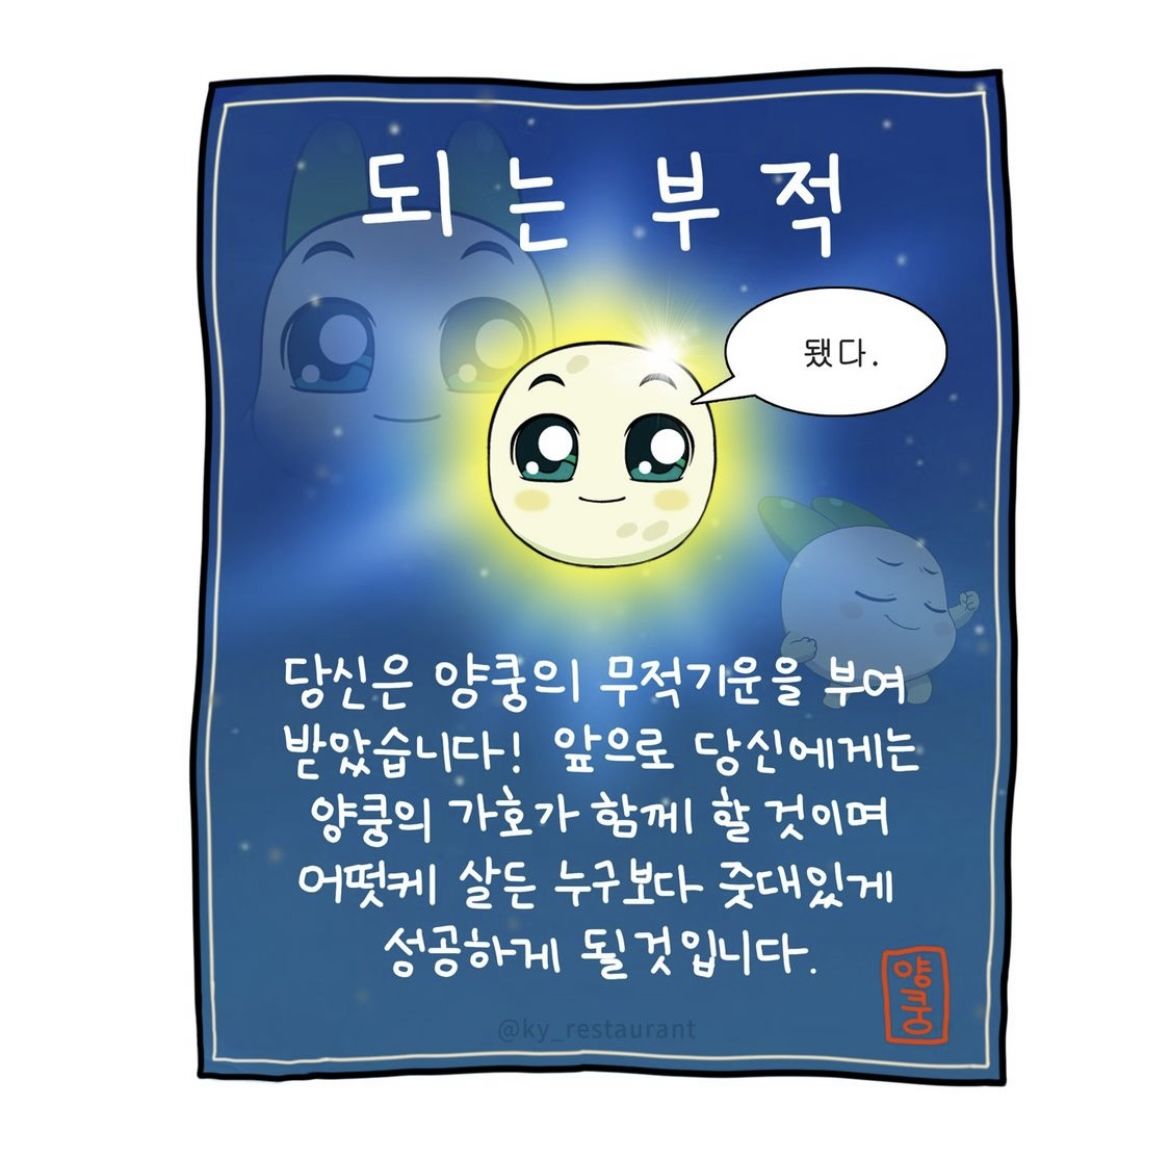 되는 부적
됐다.
당신은 양쿵의 무적기운을 부여
받았습니다! 앞으로 당신에게는
양쿵의 가호가 함께 할 것이며
어떳케 살든 누구보다 줏대있게
성공하게 될것입니다.
양쿵
@ky_restaurant